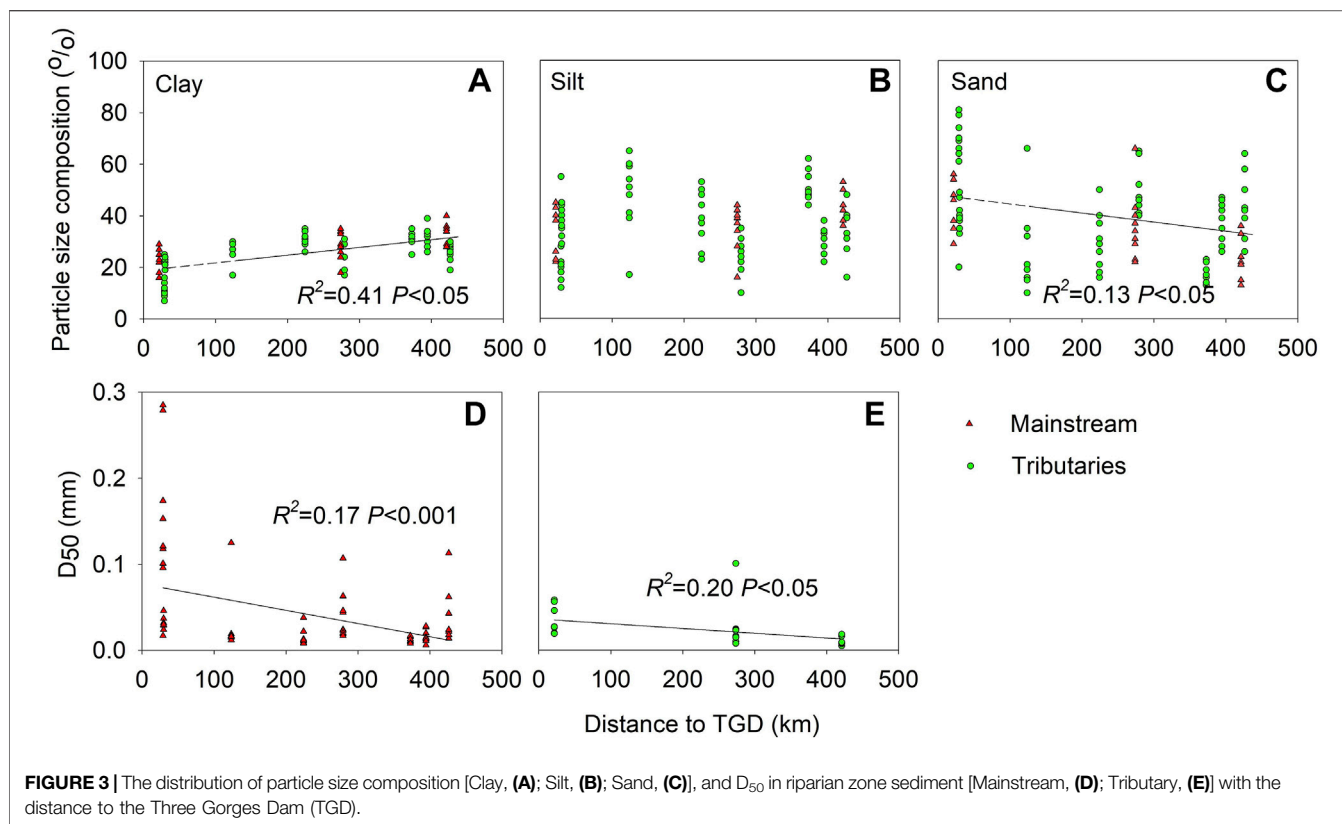 Particle size composition (%)
100
80
60
40
20
0
Clay
A
R²=0.41 P<0.05
0 100 200 300 400 500
Silt
B
0 100 200 300 400 500
Sand
C
R²=0.13 P<0.05
0 100 200 300 400 500
D50 (mm)
0.3
0.2
0.1
0.0
D
R²=0.17 P<0.001
0 100 200 300 400 500
E
R²=0.20 P<0.05
0 100 200 300 400 500
Mainstream
Tributaries
Distance to TGD (km)
FIGURE 3 | The distribution of particle size composition [Clay, (A); Silt, (B); Sand, (C)], and D₅₀ in riparian zone sediment [Mainstream, (D); Tributary, (E)] with the
distance to the Three Gorges Dam (TGD).